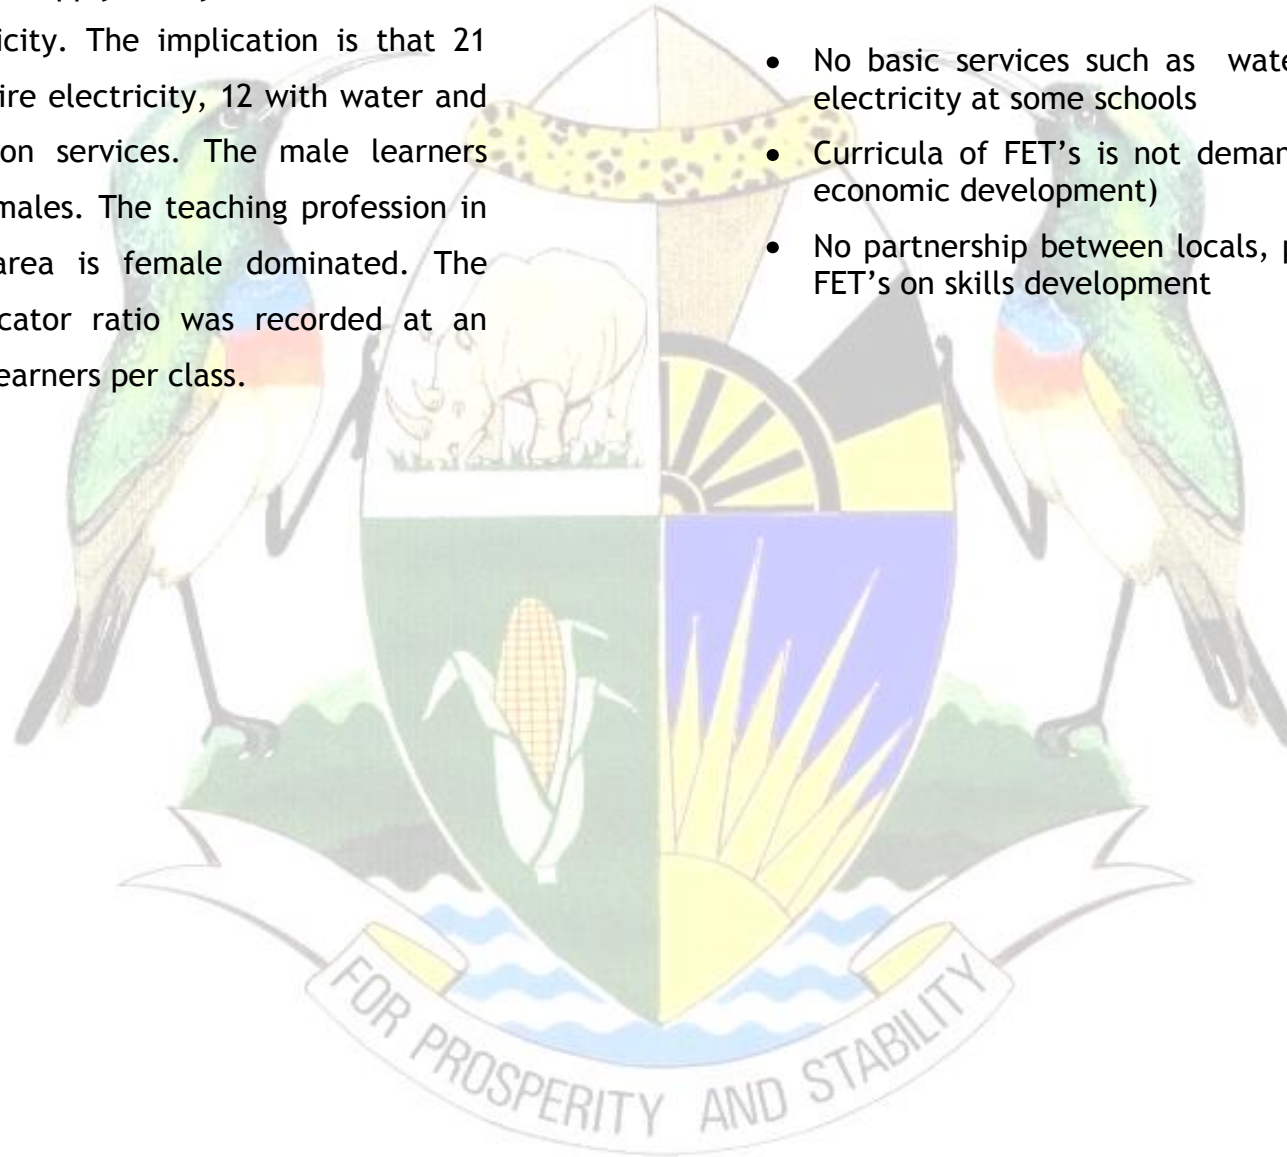 icity. The implication is that 21
ire electricity, 12 with water and
on services. The male learners
males. The teaching profession in
area is female dominated. The
cator ratio was recorded at an
earners per class.
• No basic services such as wate
electricity at some schools
• Curricula of FET's is not deman
economic development)
• No partnership between locals, p
FET's on skills development
FOR PROSPERITY AND STABILITY